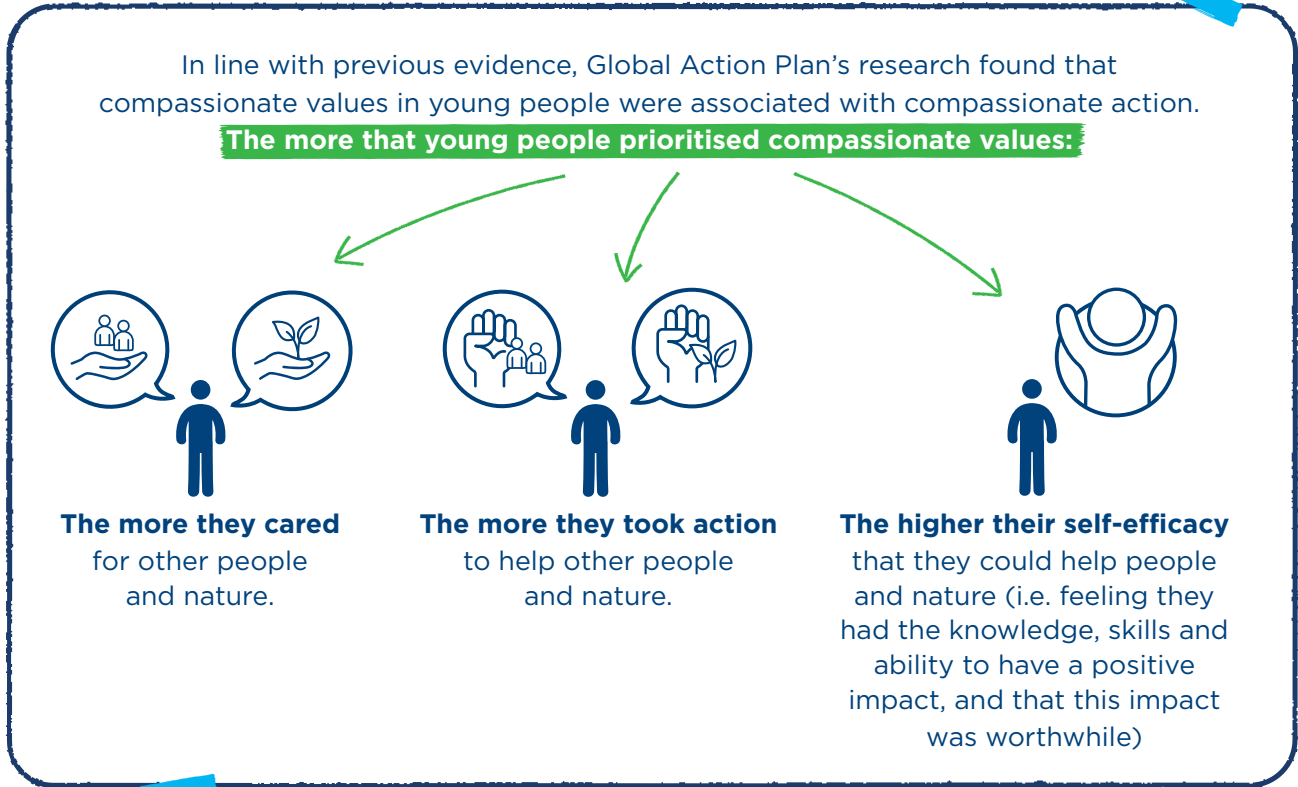 In line with previous evidence, Global Action Plan’s research found that
compassionate values in young people were associated with compassionate action.
The more that young people prioritised compassionate values:
The more they cared
for other people
and nature.
The more they took action
to help other people
and nature.
The higher their self-efficacy
that they could help people
and nature (i.e. feeling they
had the knowledge, skills and
ability to have a positive
impact, and that this impact
was worthwhile)